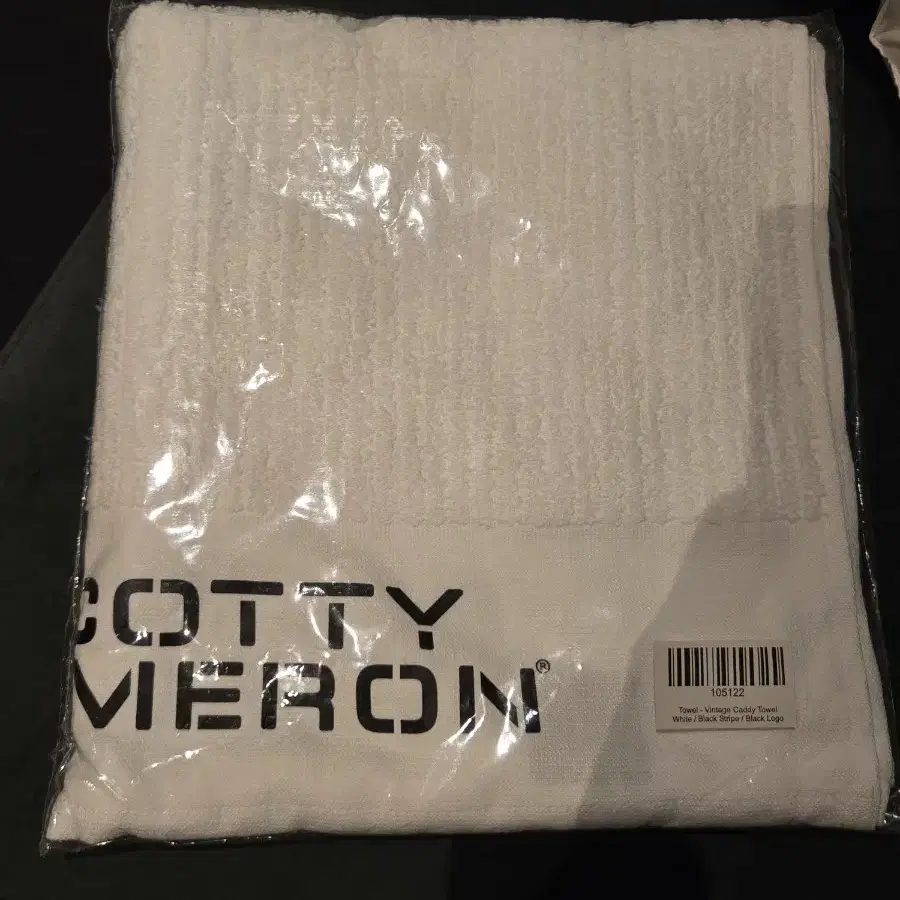 COTTY
MERON®
105122
Towel - Vintage Caddy Towel
White / Black Stripe / Black Logo